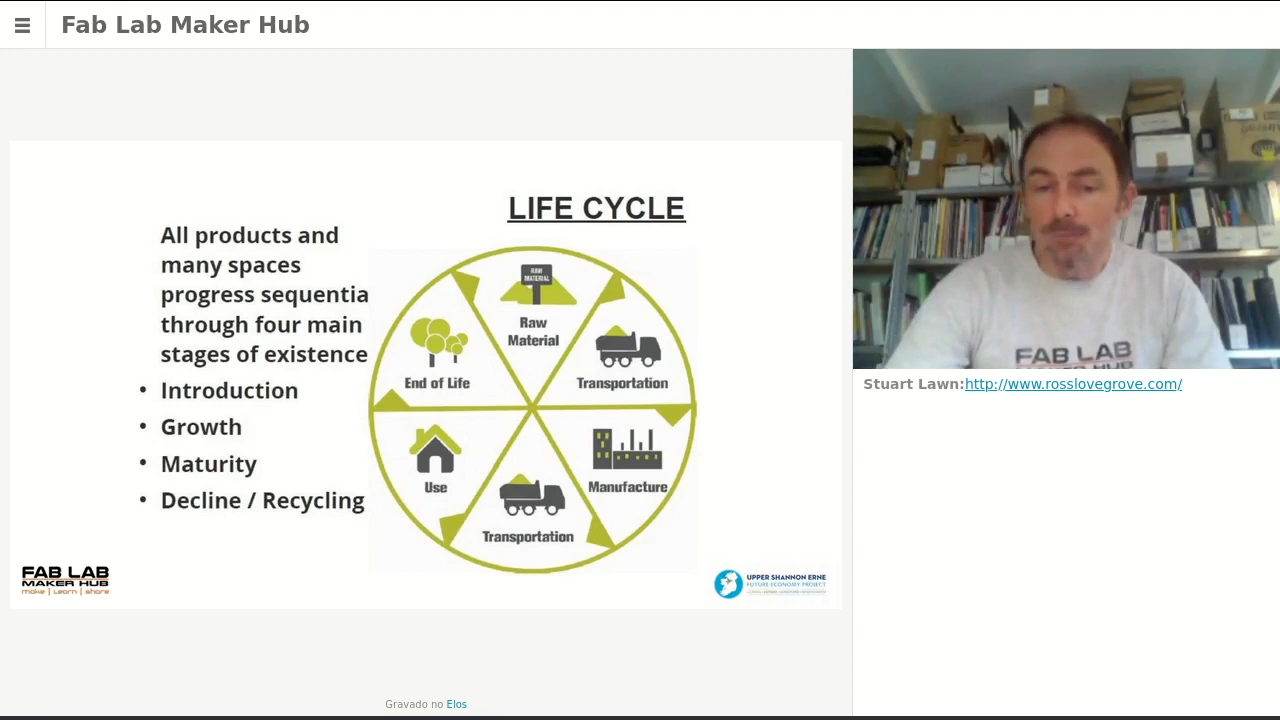 Fab Lab Maker Hub
LIFE CYCLE
All products and
many spaces
progress sequentia
through four main
stages of existence
• Introduction
• Growth
• Maturity
• Decline / Recycling
RAW
MATERIAL
Raw
Material
Transportation
Manufacture
Transportation
Use
End of Life
FAB LAB
MAKER HUB
make | Learn | share
UPPER SHANNON ERNE
FUTURE ECONOMY PROJECT
FAB LAB
Stuart Lawn:http://www.rosslovegrove.com/
Gravado no Elos